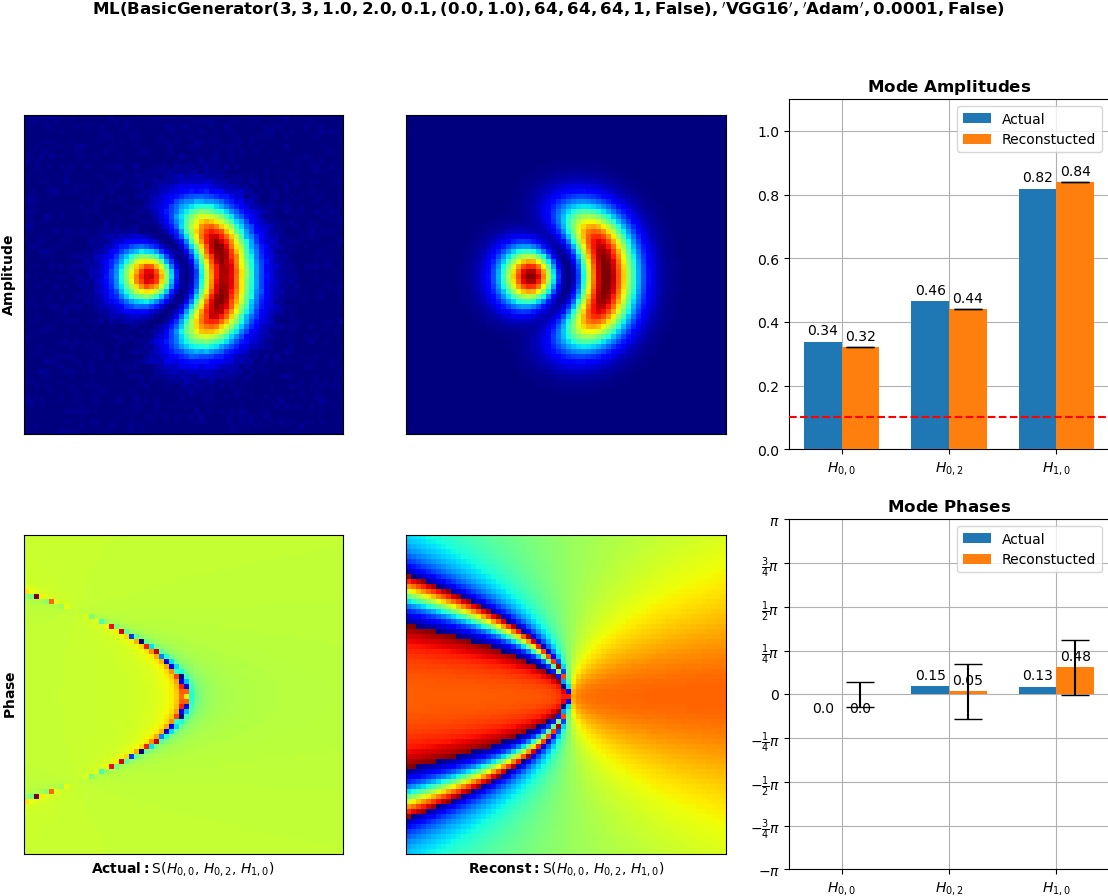 ML(BasicGenerator(3, 3, 1.0, 2.0, 0.1, (0.0, 1.0), 64, 64, 64, 1, False), ′VGG16′, ′Adam′, 0.0001, False)
Amplitude
Mode Amplitudes
Actual
Reconstucted
1.0
0.8
0.6
0.4
0.2
0.0
0.34
0.32
0.46
0.44
0.82
0.84
H0,0
H0,2
H1,0
Phase
Actual: S(H0,0, H0,2, H1,0)
Reconst: S(H0,0, H0,2, H1,0)
Mode Phases
Actual
Reconstucted
π
3/4π
1/2π
1/4π
0
−1/4π
−1/2π
−3/4π
−π
0.0
0.0
0.15
0.05
0.13
0.48
H0,0
H0,2
H1,0